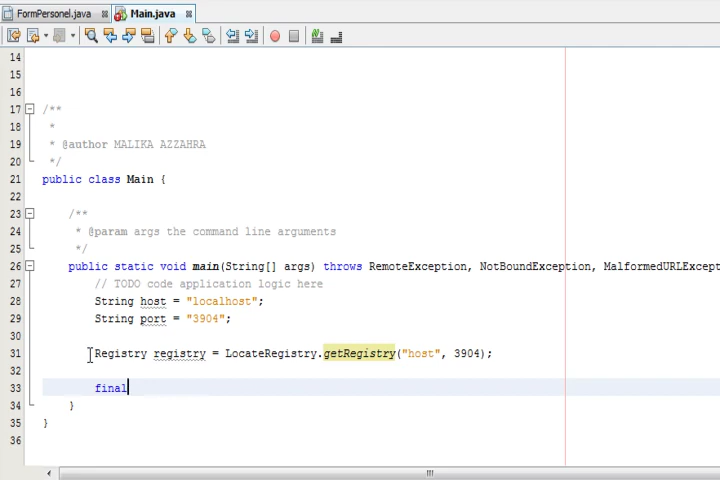 FormPersonel.java Main.java
14
15
16
17 /**
18 *
19 * @author MALIKA AZZAHRA
20 */
21 public class Main {
22
23 /**
24 * @param args the command line arguments
25 */
26 public static void main(String[] args) throws RemoteException, NotBoundException, MalformedURLExcept
27 // TODO code application logic here
28 String host = "localhost";
29 String port = "3904";
30
31 Registry registry = LocateRegistry.getRegistry("host", 3904);
32
33 final
34 }
35 }
36